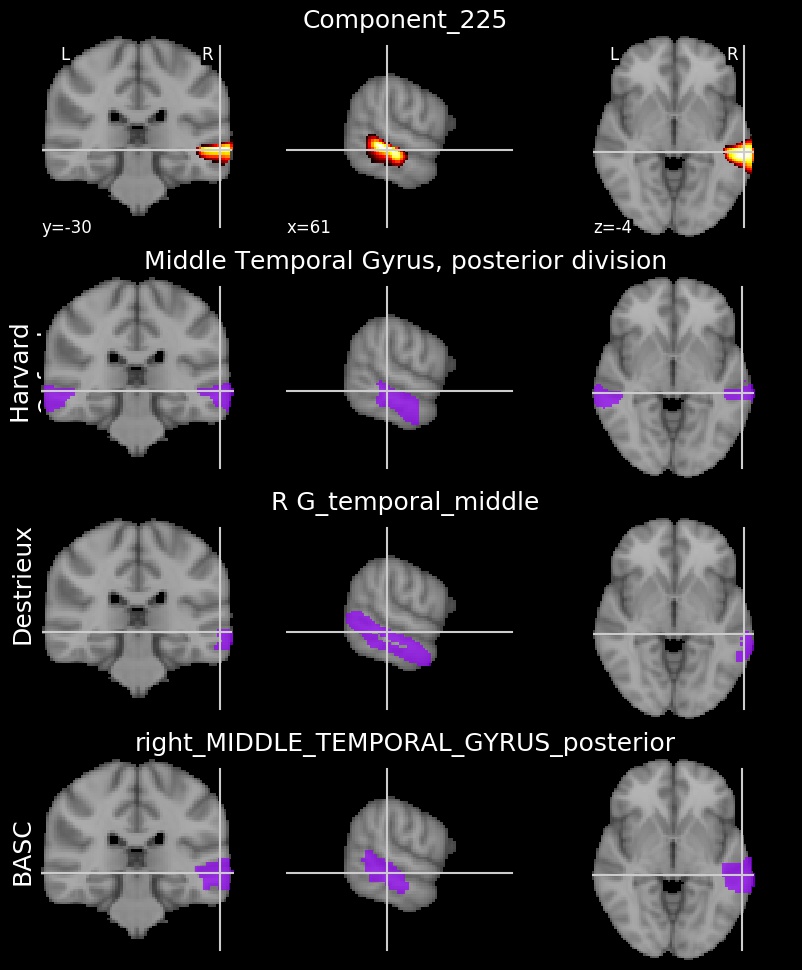 Component_225
L R L R
y=-30 x=61 z=-4
Middle Temporal Gyrus, posterior division
Harvard
R G_temporal_middle
Destrieux
right_MIDDLE_TEMPORAL_GYRUS_posterior
BASC